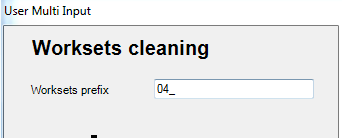 User Multi Input
Worksets cleaning
Worksets prefix 04_